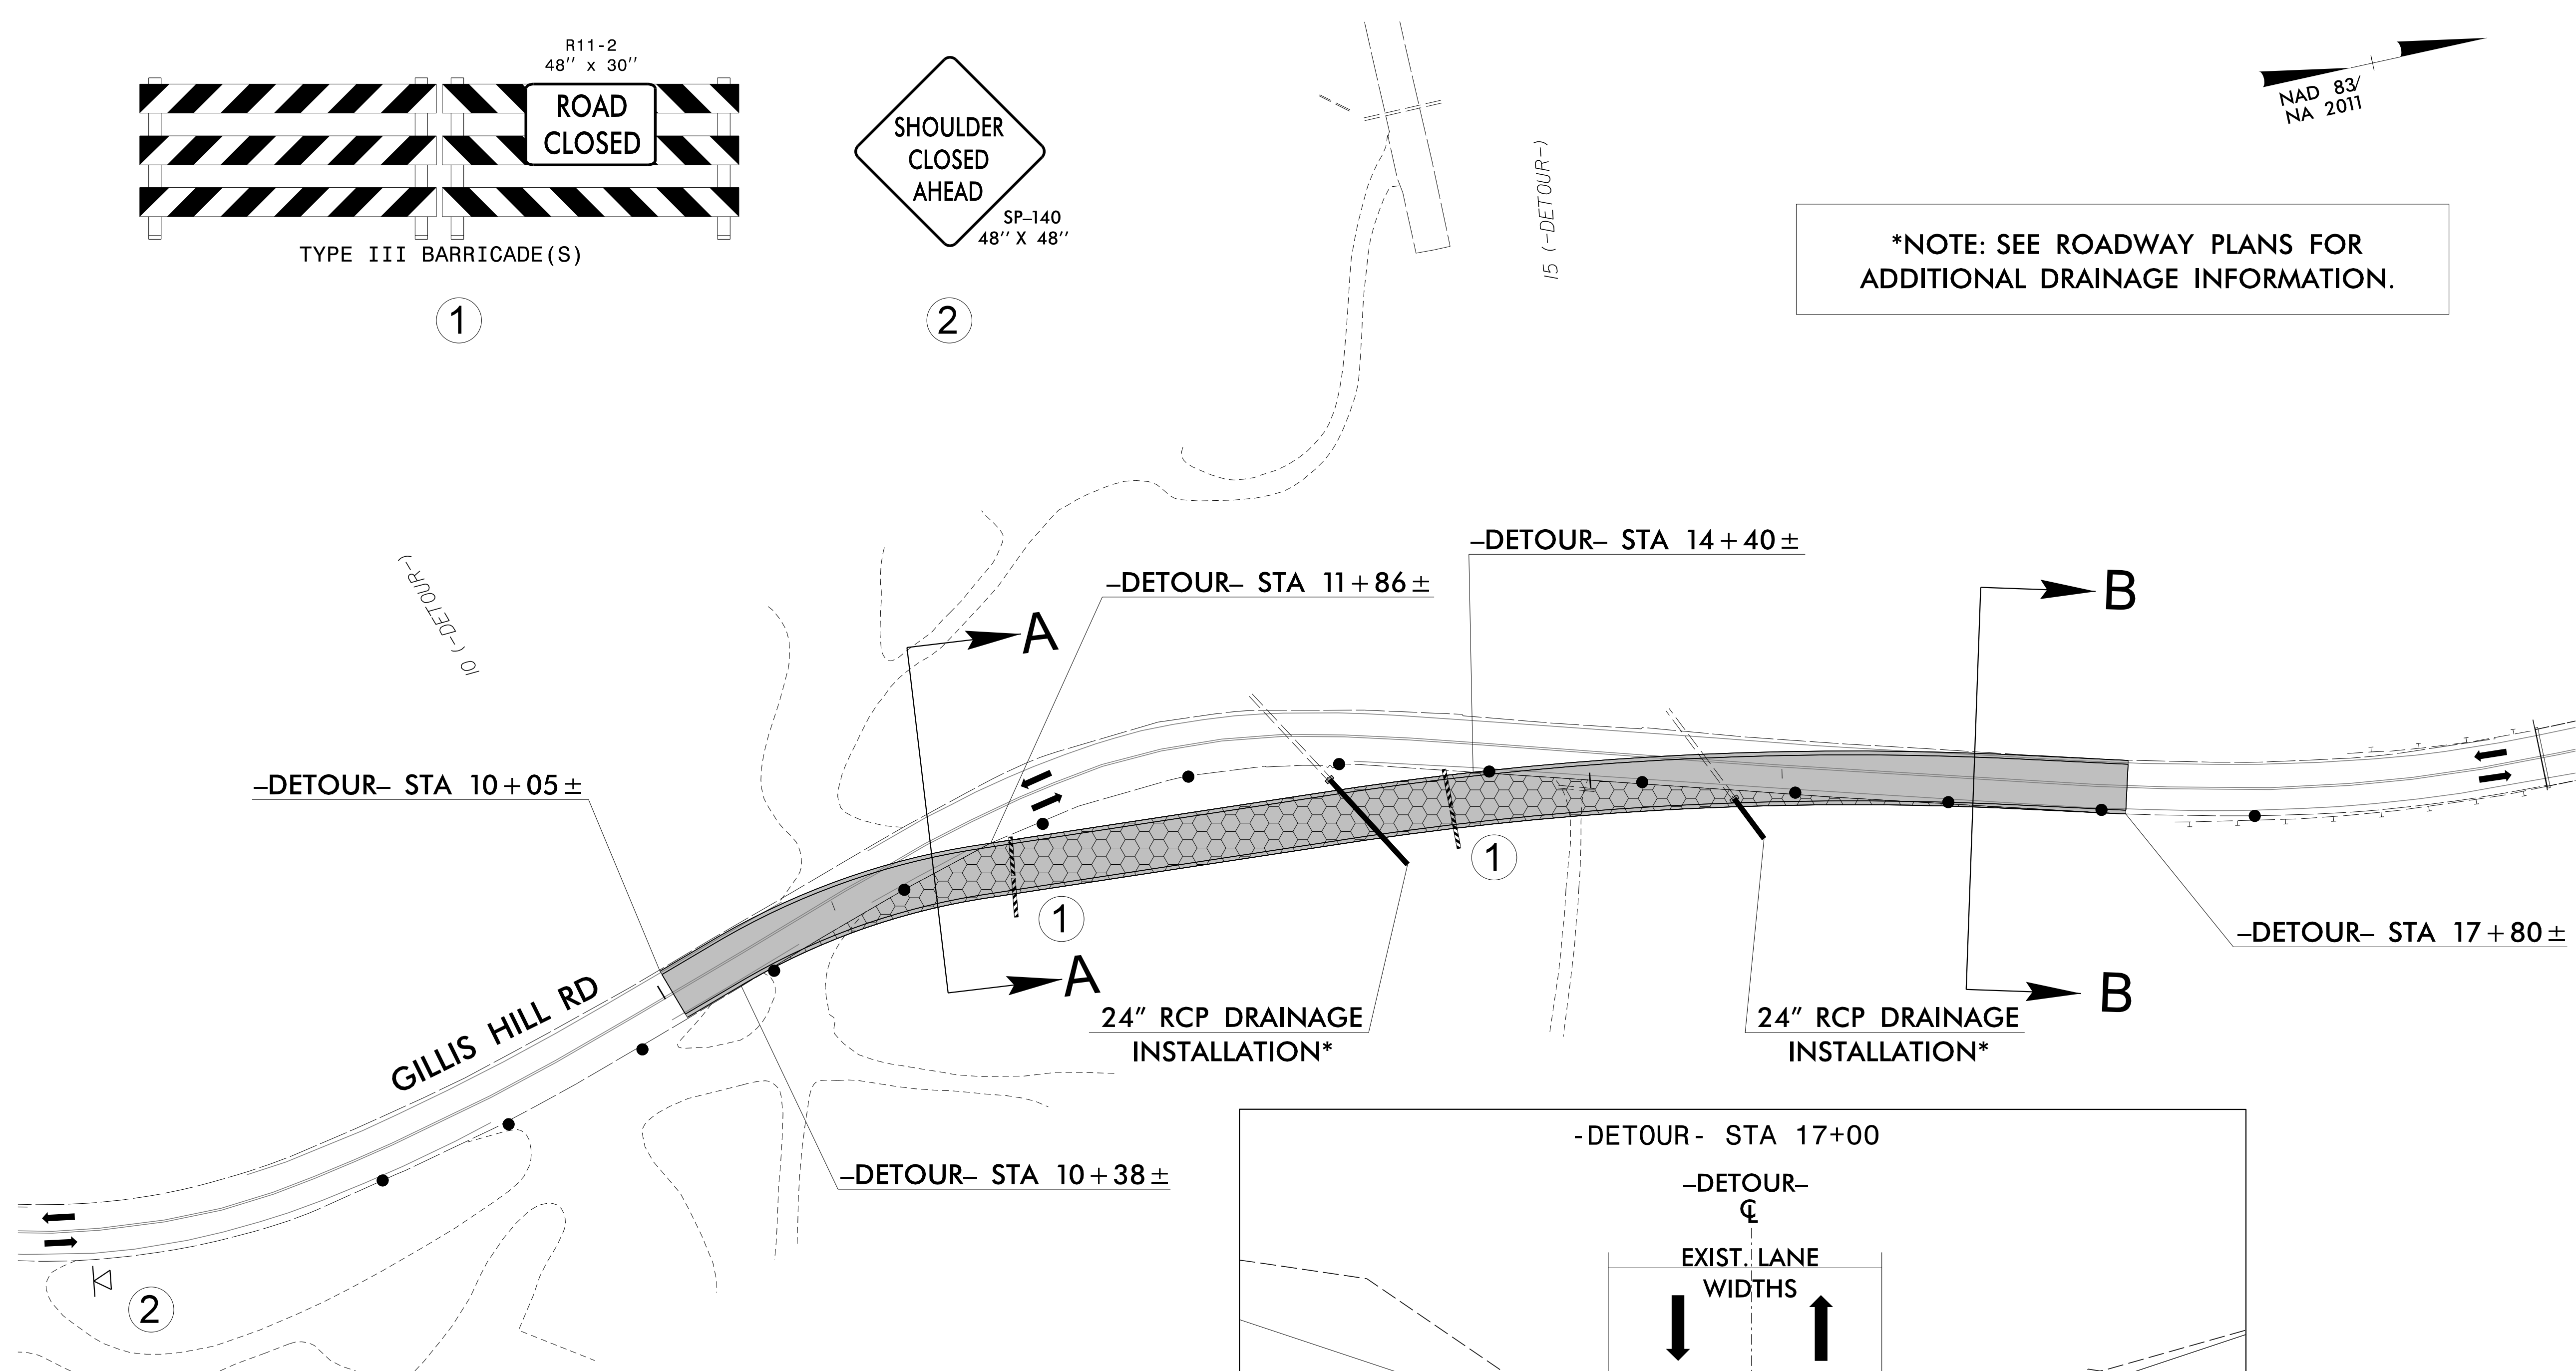 R11-2
48" x 30"
ROAD
CLOSED
TYPE III BARRICADE(S)
1
SHOULDER
CLOSED
AHEAD
SP–140
48" X 48"
2
15 (-DETOUR-)
NAD 83/
NA 2011
*NOTE: SEE ROADWAY PLANS FOR
ADDITIONAL DRAINAGE INFORMATION.
10 (-DETOUR-)
–DETOUR– STA 14+40±
–DETOUR– STA 11+86±
A
B
–DETOUR– STA 10+05±
1
1
–DETOUR– STA 17+80±
A
B
GILLIS HILL RD
24" RCP DRAINAGE
INSTALLATION*
24" RCP DRAINAGE
INSTALLATION*
–DETOUR– STA 10+38±
2
-DETOUR- STA 17+00
–DETOUR–
℄
EXIST. LANE
WIDTHS